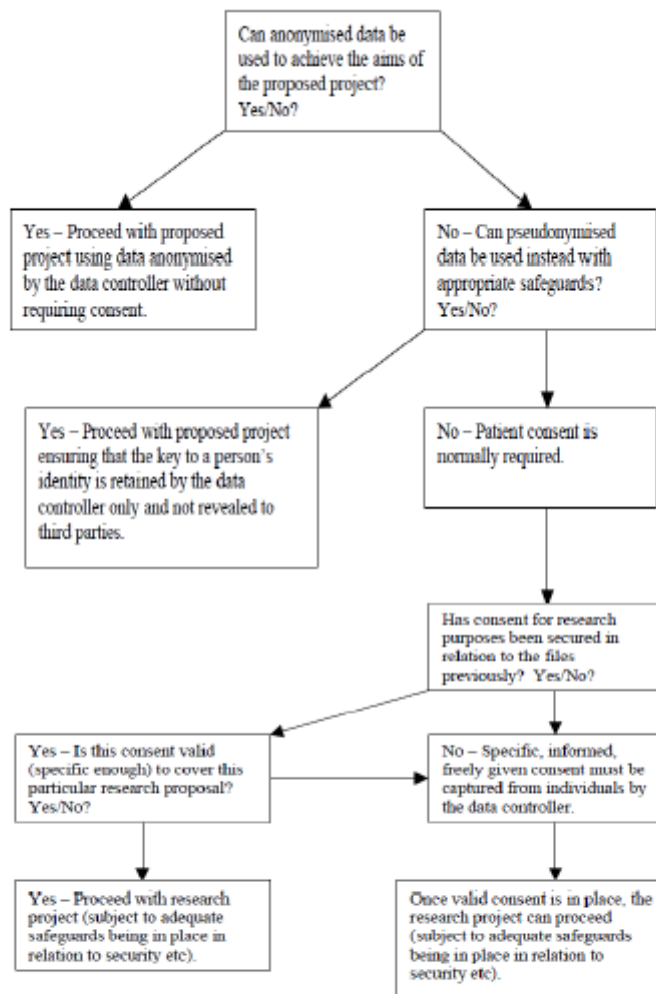 Can anonymised data be
used to achieve the aims of
the proposed project?
Yes/No?
Yes – Proceed with proposed
project using data anonymised
by the data controller without
requiring consent.
No – Can pseudonymised
data be used instead with
appropriate safeguards?
Yes/No?
Yes – Proceed with proposed project
ensuring that the key to a person’s
identity is retained by the data
controller only and not revealed to
third parties.
No – Patient consent is
normally required.
Has consent for research
purposes been secured in
relation to the files
previously? Yes/No?
Yes – Is this consent valid
(specific enough) to cover this
particular research proposal?
Yes/No?
No – Specific, informed,
freely given consent must be
captured from individuals by
the data controller.
Yes – Proceed with research
project (subject to adequate
safeguards being in place in
relation to security etc).
Once valid consent is in place, the
research project can proceed
(subject to adequate safeguards
being in place in relation to
security etc).